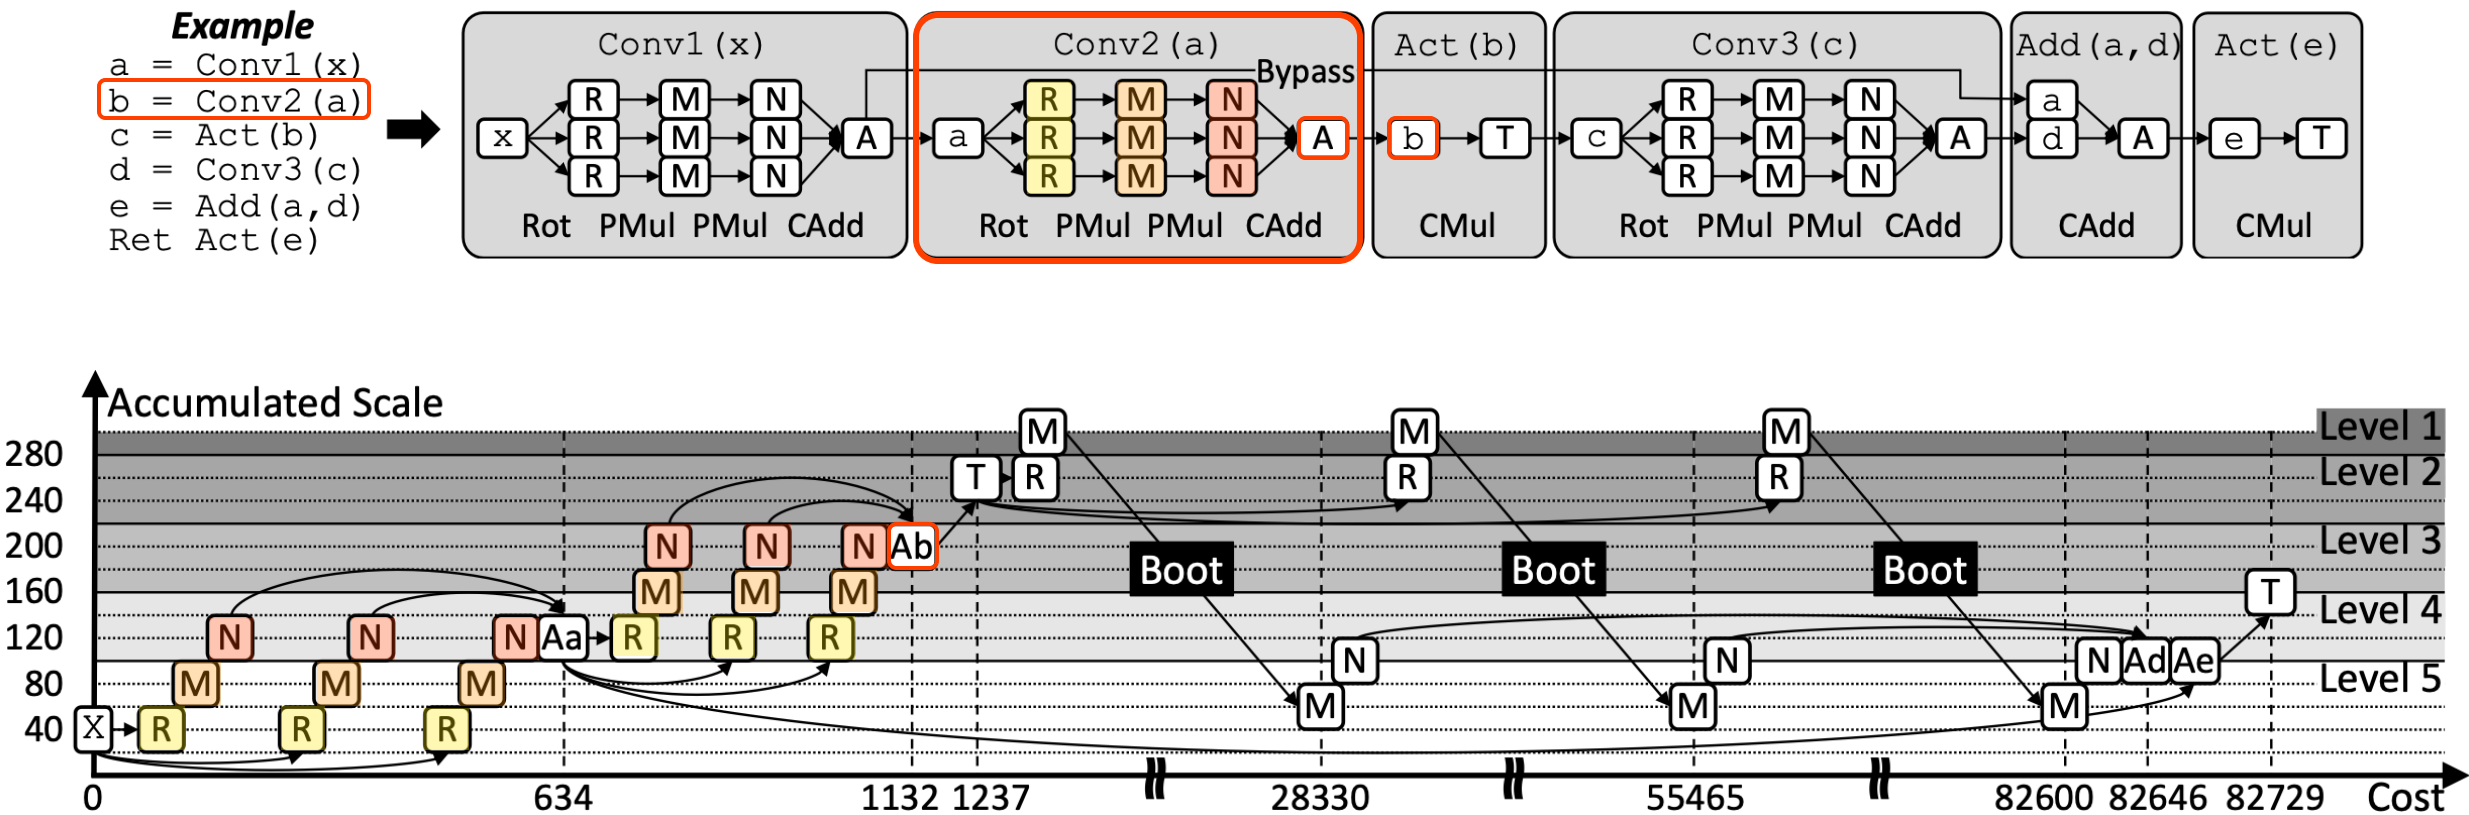 Example
a = Conv1(x)
b = Conv2(a)
c = Act(b)
d = Conv3(c)
e = Add(a,d)
Ret Act(e)
Conv1(x)
R M N
x R M N A
R M N
Rot PMul PMul CAdd
Conv2(a)
Bypass
R M N
a R M N A
R M N
Rot PMul PMul CAdd
Act(b)
b T
CMul
Conv3(c)
R M N
c R M N A
R M N
Rot PMul PMul CAdd
Add(a,d)
a
d A
CAdd
Act(e)
e T
CMul
Accumulated Scale
M M M Level 1
280
T R R R Level 2
240
200 N N N Ab Level 3
Boot Boot Boot
160 M M M T Level 4
120 N N N Aa R R R
N N N Ad Ae
80 M M M Level 5
M M M
40 X R R R
0 634 1132 1237 28330 55465 82600 82646 82729 Cost